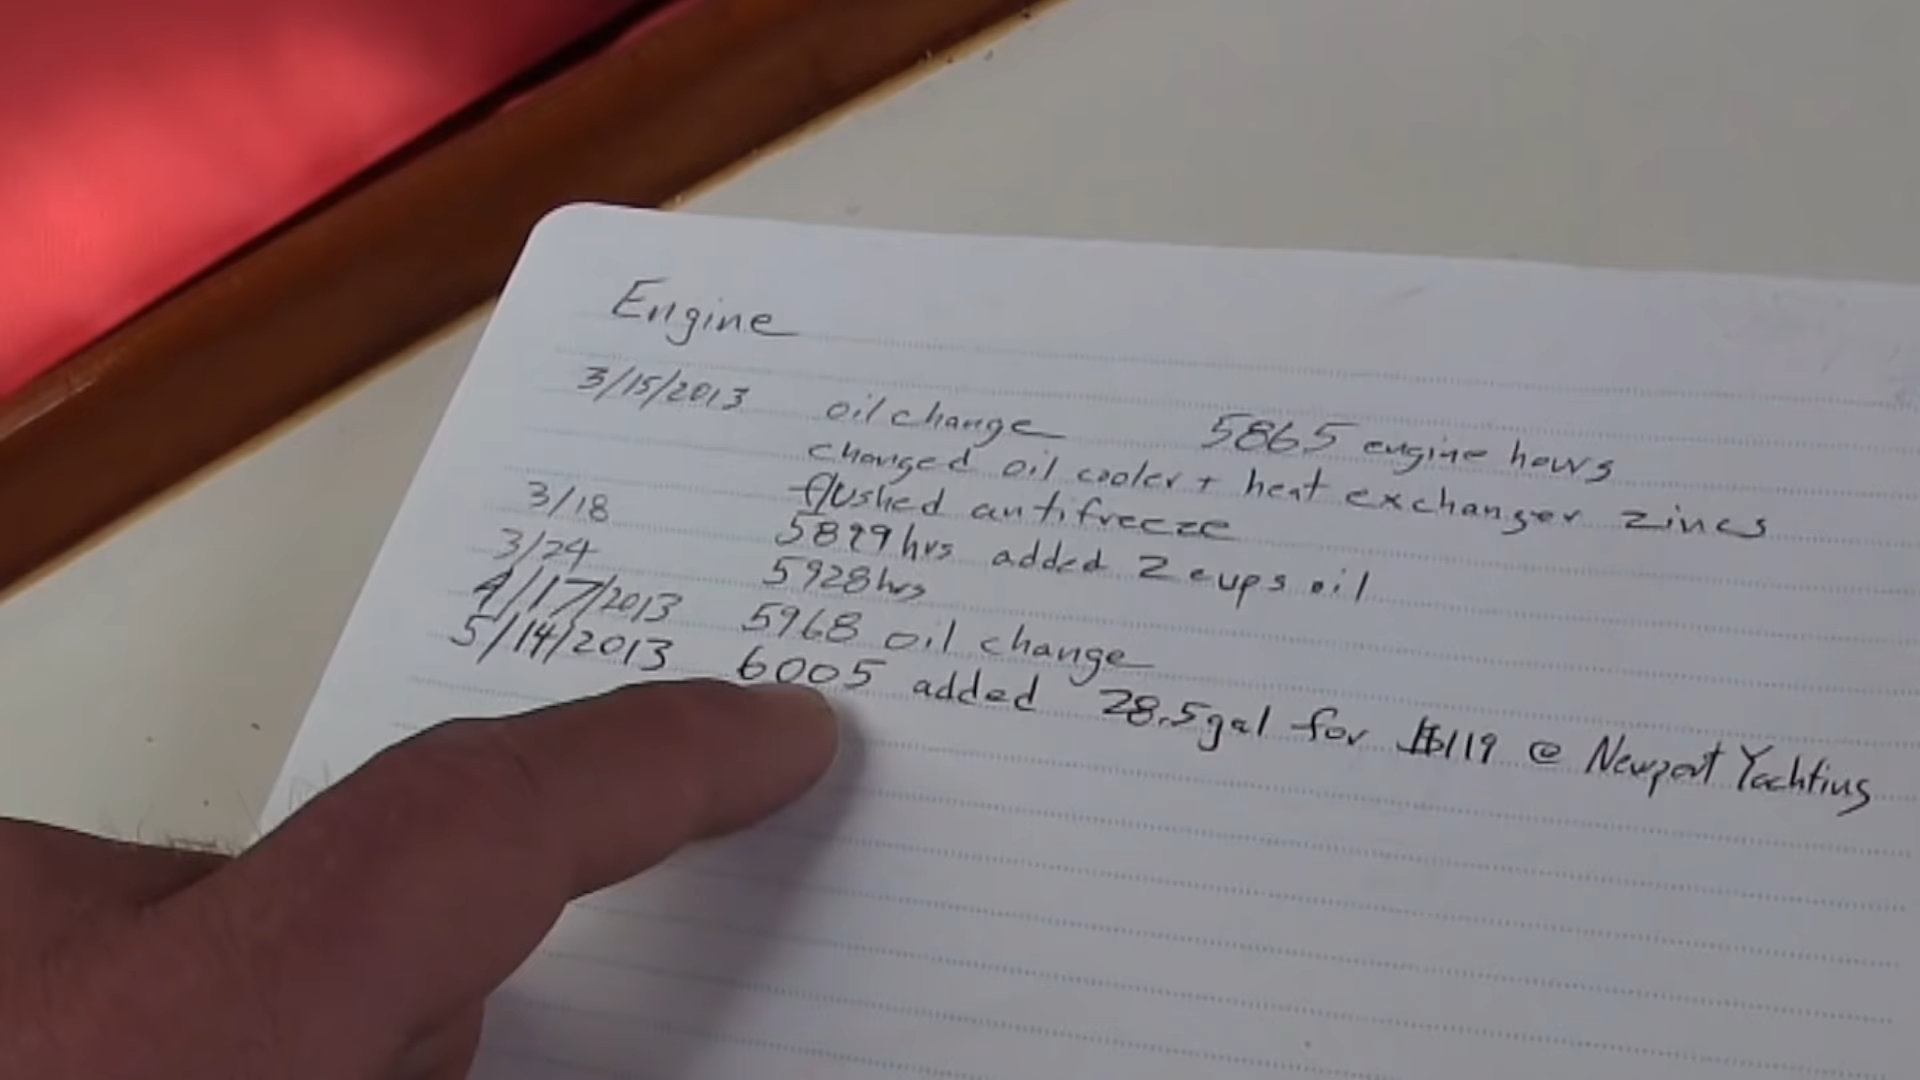 Engine
3/15/2013 oil change 5865 engine hours
changed oil cooler + heat exchanger zincs
flushed antifreeze
3/18 5899 hrs added 2 cups oil
3/24 5928 hrs
4/17/2013 5968 oil change
5/14/2013 6005 added 28.5gal for $119 @ Newport Yachting